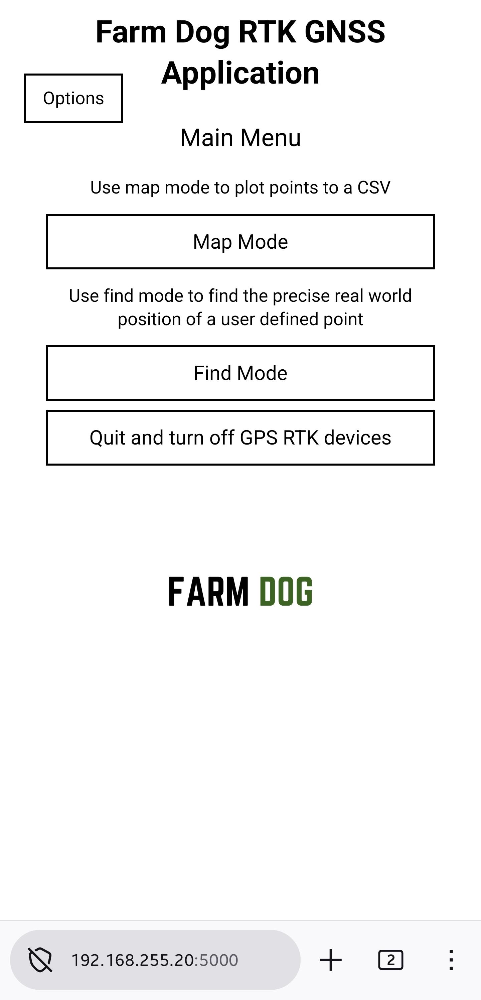 Farm Dog RTK GNSS
Application
Options
Main Menu
Use map mode to plot points to a CSV
Map Mode
Use find mode to find the precise real world
position of a user defined point
Find Mode
Quit and turn off GPS RTK devices
FARM DOG
192.168.255.20:5000
2